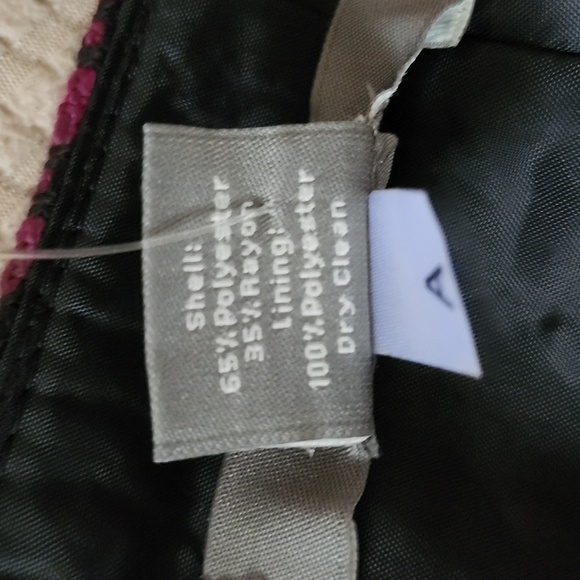 Shell:
65% Polyester
35% Rayon
Lining:
100% Polyester
Dry Clean
A